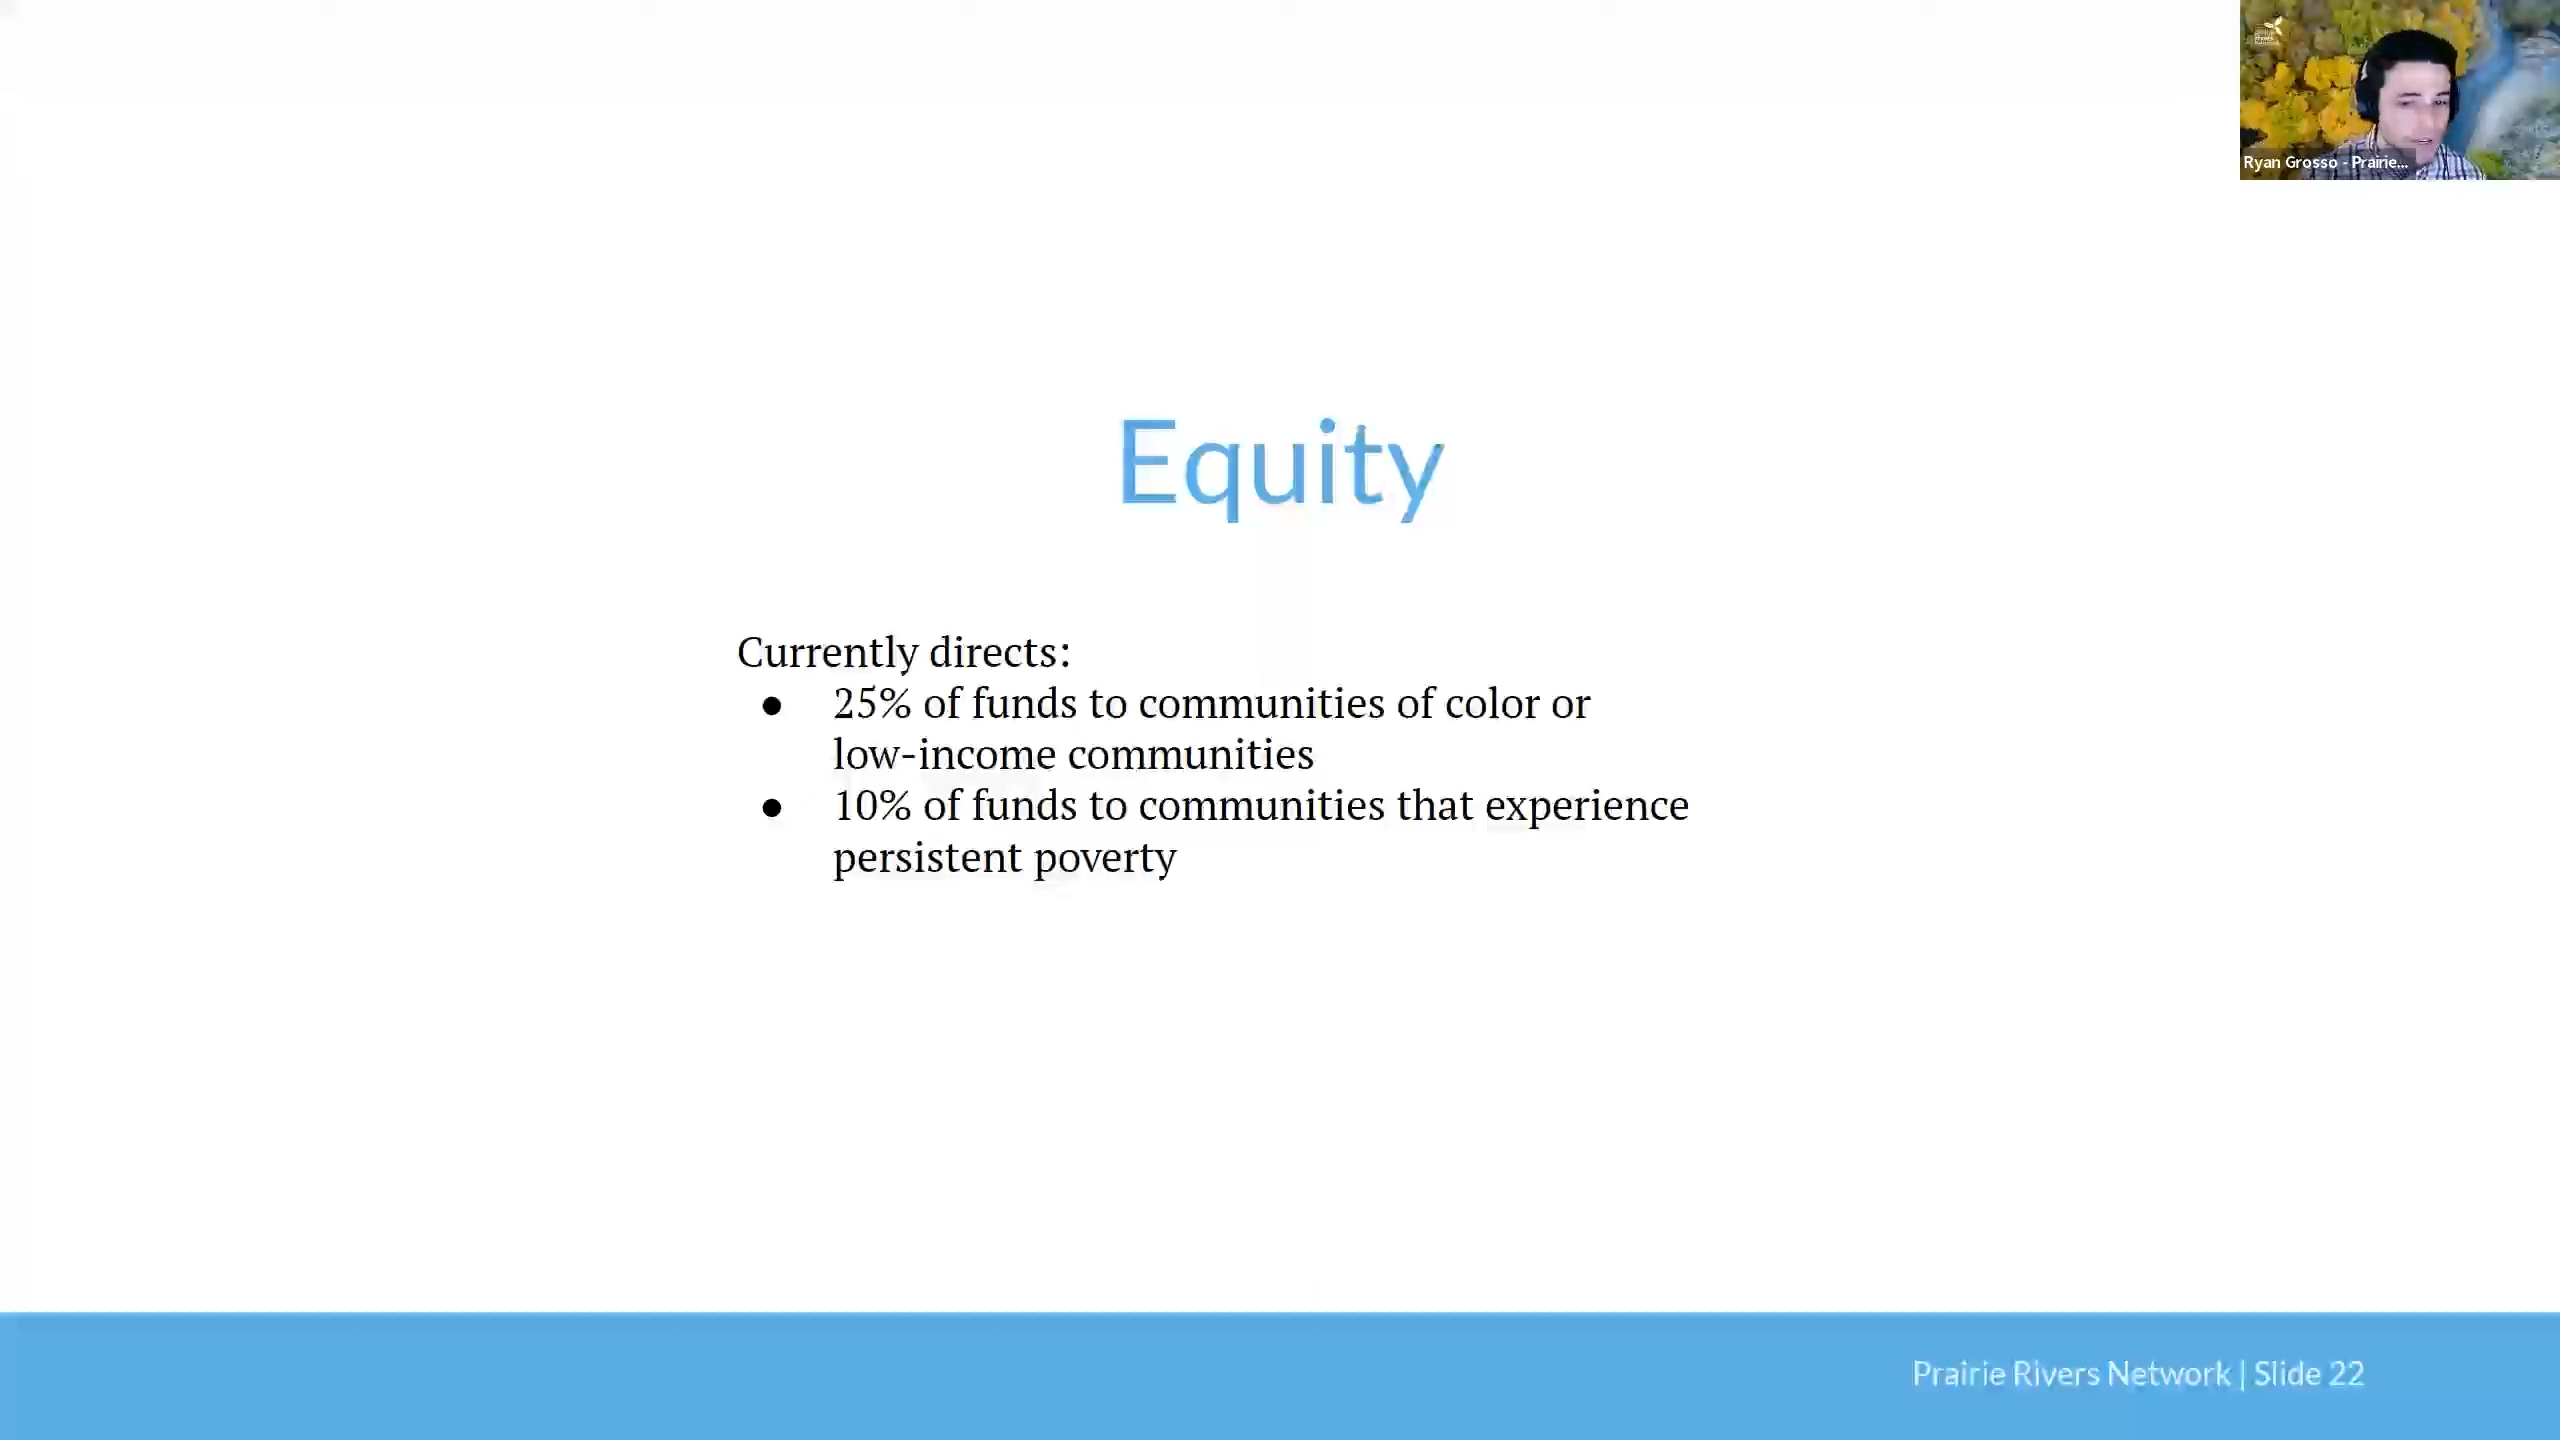 Ryan Grosso - Prairie...
Equity
Currently directs:
● 25% of funds to communities of color or
low-income communities
● 10% of funds to communities that experience
persistent poverty
Prairie Rivers Network | Slide 22